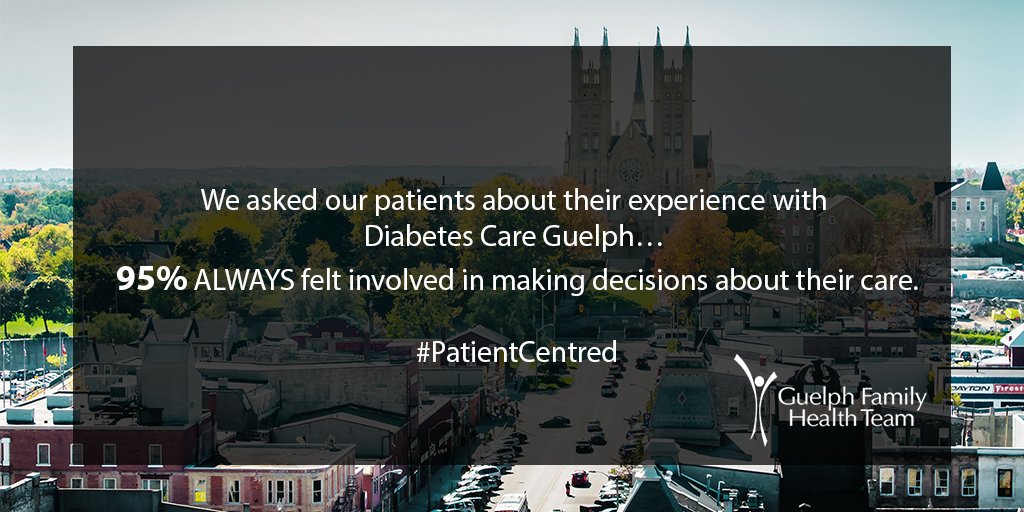 We asked our patients about their experience with
Diabetes Care Guelph…
95% ALWAYS felt involved in making decisions about their care.
#PatientCentred
Guelph Family
Health Team
DAYTON Firestone